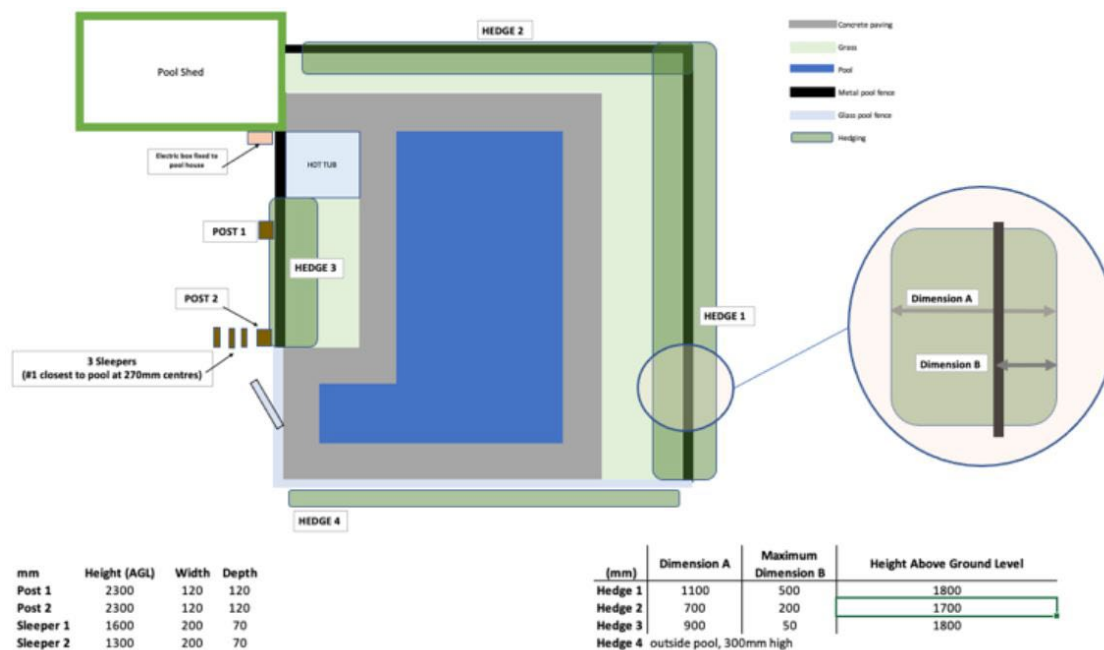 HEDGE 2
Concrete paving
Grass
Pool
Metal pool fence
Glass pool fence
Hedging
Pool Shed
Electric box fixed to
pool house
HOT TUB
POST 1
HEDGE 3
POST 2
3 Sleepers
(#1 closest to pool at 270mm centres)
HEDGE 1
Dimension A
Dimension B
HEDGE 4
mm Height (AGL) Width Depth
Post 1 2300 120 120
Post 2 2300 120 120
Sleeper 1 1600 200 70
Sleeper 2 1300 200 70
(mm) Dimension A Maximum Dimension B Height Above Ground Level
Hedge 1 1100 500 1800
Hedge 2 700 200 1700
Hedge 3 900 50 1800
Hedge 4 outside pool, 300mm high